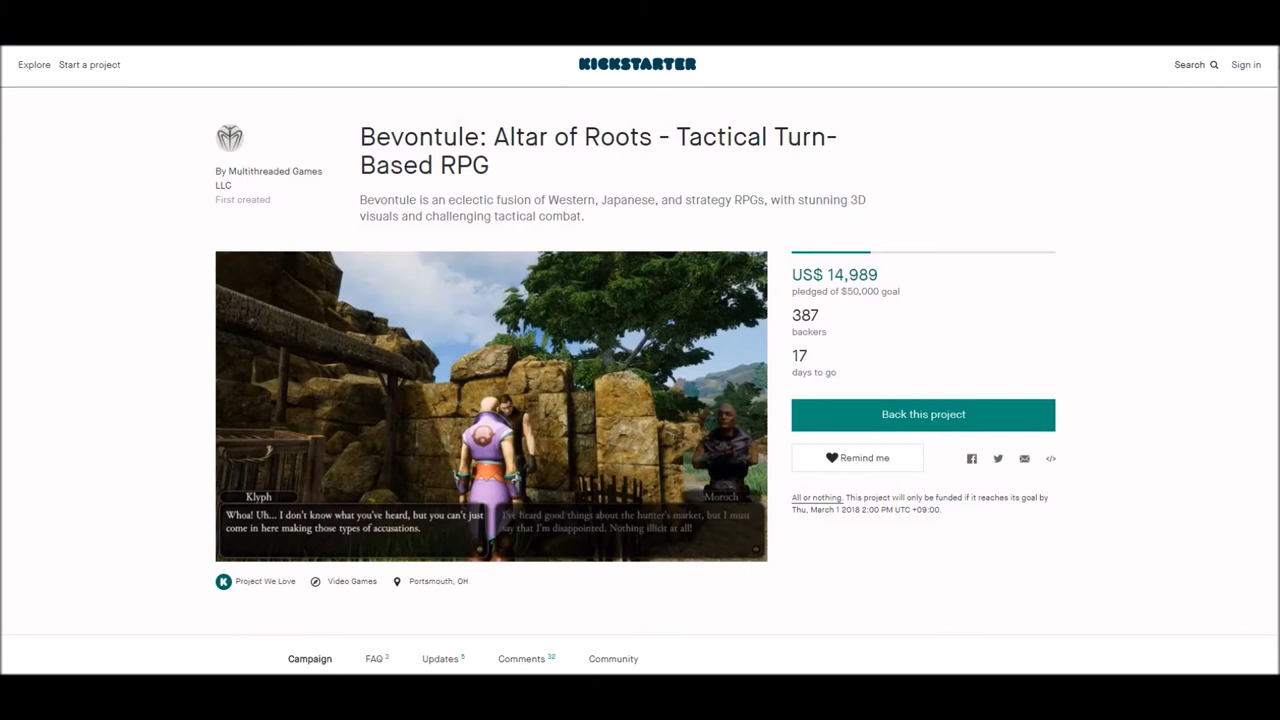 Explore Start a project
KICKSTARTER
Search Sign in
By Multithreaded Games
LLC
First created
Bevontule: Altar of Roots - Tactical Turn-
Based RPG
Bevontule is an eclectic fusion of Western, Japanese, and strategy RPGs, with stunning 3D
visuals and challenging tactical combat.
Klyph
Whoa! Uh... I don't know what you've heard, but you can't just
come in here making those types of accusations.
Moroch
I've heard good things about the hunter's market, but I must
say that I'm disappointed. Nothing illicit at all!
US$ 14,989
pledged of $50,000 goal
387
backers
17
days to go
Back this project
Remind me
</>
All or nothing. This project will only be funded if it reaches its goal by
Thu, March 1 2018 2:00 PM UTC +09:00.
K Project We Love Video Games Portsmouth, OH
Campaign FAQ 3 Updates 5 Comments 32 Community